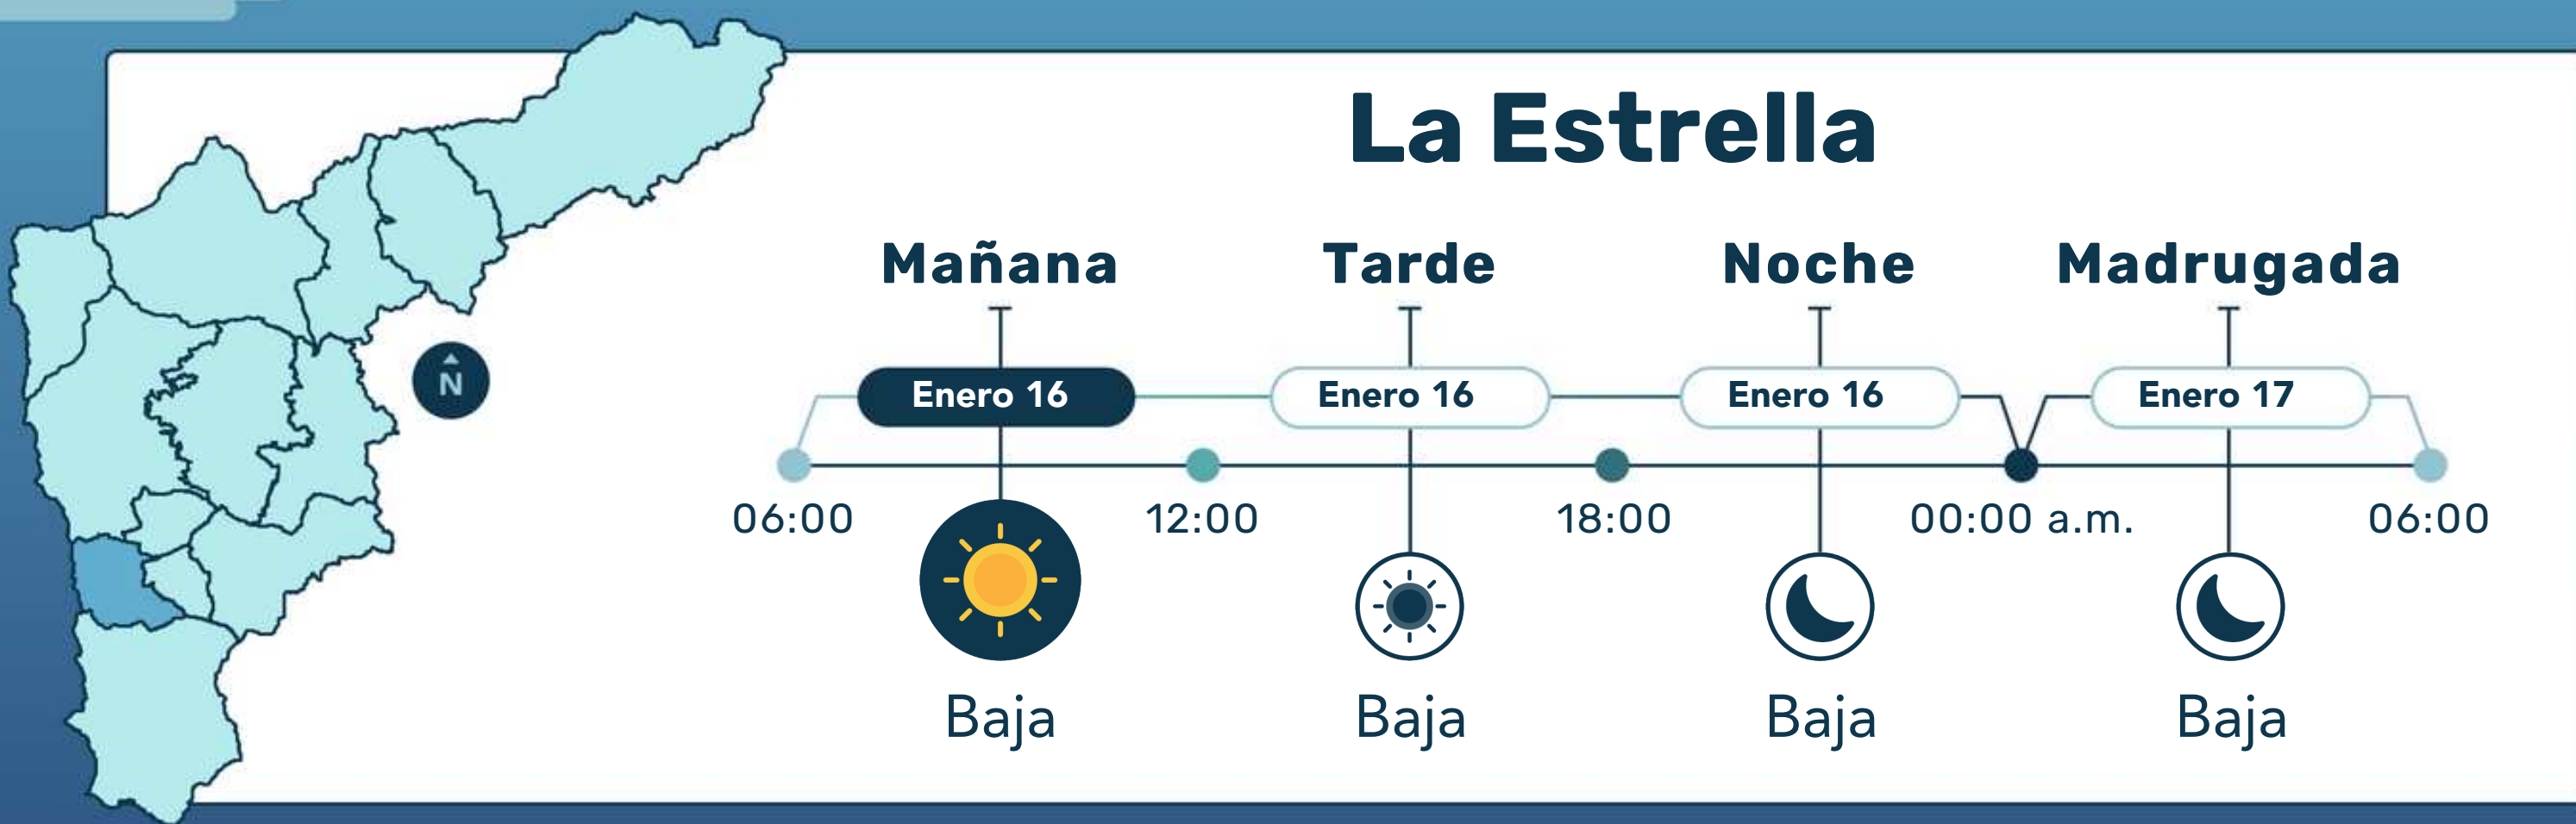 La Estrella
Mañana Tarde Noche Madrugada
Enero 16 Enero 16 Enero 16 Enero 17
N
06:00 12:00 18:00 00:00 a.m. 06:00
Baja Baja Baja Baja